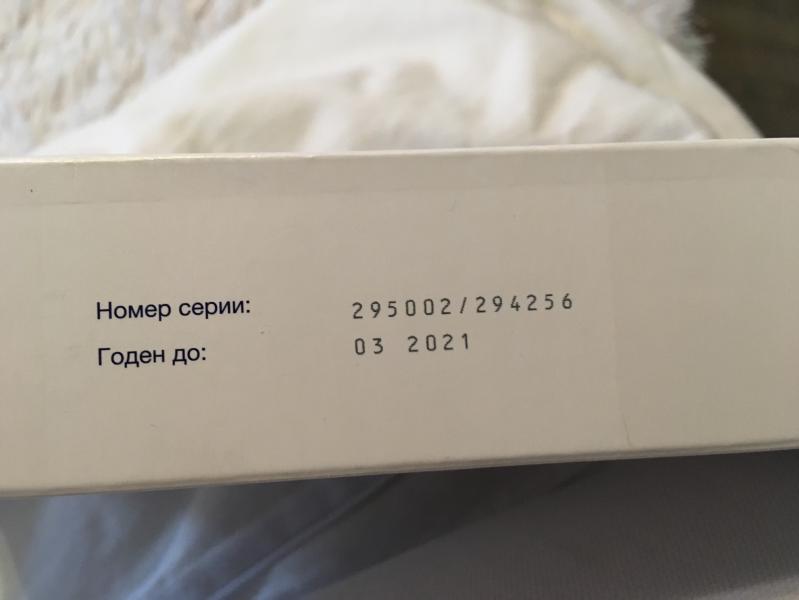 Номер серии: 295002/294256
Годен до: 03 2021